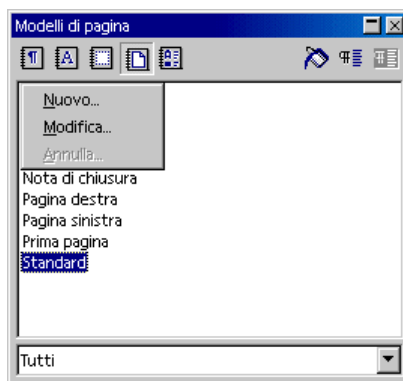 Modelli di pagina
Nuovo...
Modifica...
Annulla...
Nota di chiusura
Pagina destra
Pagina sinistra
Prima pagina
Standard
Tutti